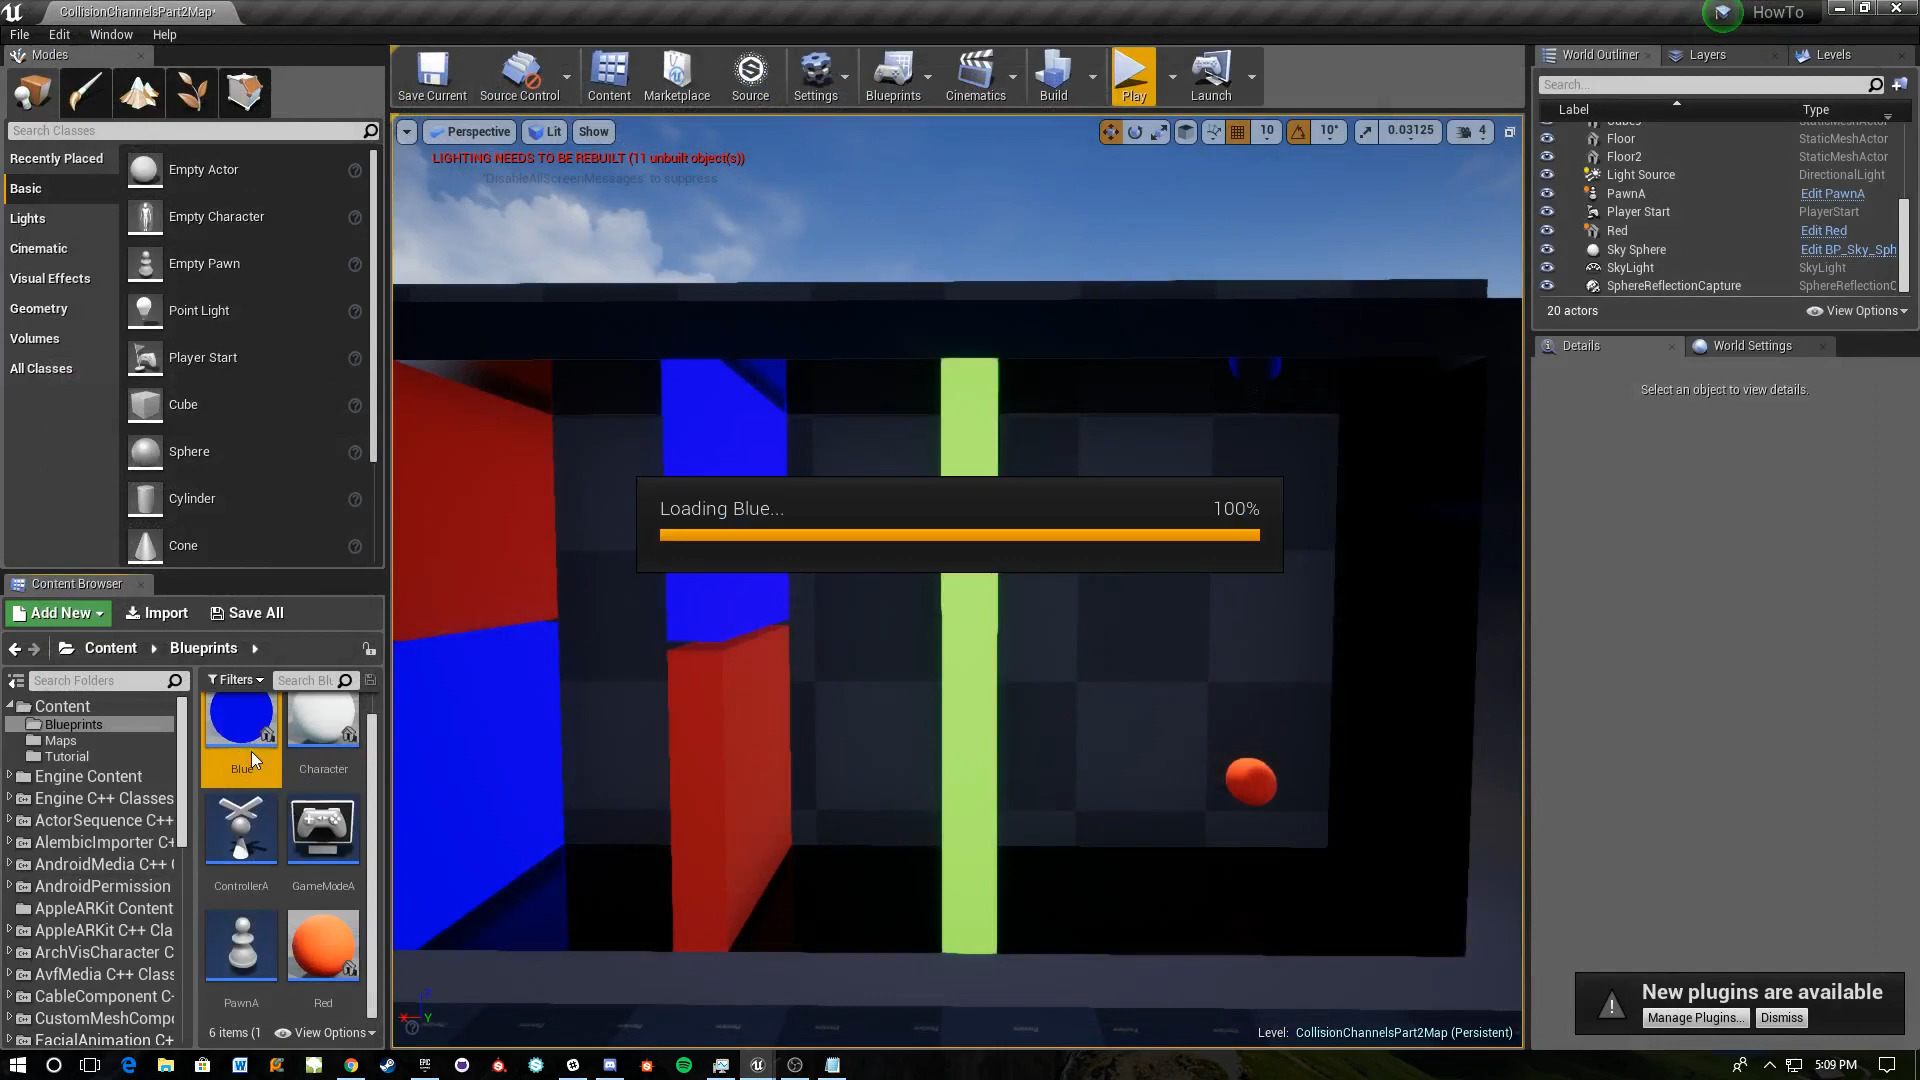 CollisionChannelsPart2Map*
HowTo
File Edit Window Help
Modes
Search Classes
Recently Placed
Basic
Lights
Cinematic
Visual Effects
Geometry
Volumes
All Classes
Empty Actor
Empty Character
Empty Pawn
Point Light
Player Start
Cube
Sphere
Cylinder
Cone
Save Current
Source Control
Content
Marketplace
Source
Settings
Blueprints
Cinematics
Build
Play
Launch
Perspective Lit Show
10 10° 0.03125 4
LIGHTING NEEDS TO BE REBUILT (11 unbuilt object(s))
'DisableAllScreenMessages' to suppress
Loading Blue... 100%
Level: CollisionChannelsPart2Map (Persistent)
World Outliner Layers Levels
Search...
Label Type
StaticMeshActor
Floor StaticMeshActor
Floor2 StaticMeshActor
Light Source DirectionalLight
PawnA Edit PawnA
Player Start PlayerStart
Red Edit Red
Sky Sphere Edit BP_Sky_Sph
SkyLight SkyLight
SphereReflectionCapture SphereReflectionC
20 actors View Options
Details World Settings
Select an object to view details.
Content Browser
Add New Import Save All
Content Blueprints
Search Folders
Filters Search Blu
Content
Blueprints
Maps
Tutorial
Engine Content
Engine C++ Classes
ActorSequence C++
AlembicImporter C+
AndroidMedia C++ (
AndroidPermission
AppleARKit Content
AppleARKit C++ Cla
ArchVisCharacter C
AvfMedia C++ Class
CableComponent C+
CustomMeshCompo
FacialAnimation C+
Blue
Character
ControllerA
GameModeA
PawnA
Red
6 items (1 View Options
New plugins are available
Manage Plugins... Dismiss
5:09 PM